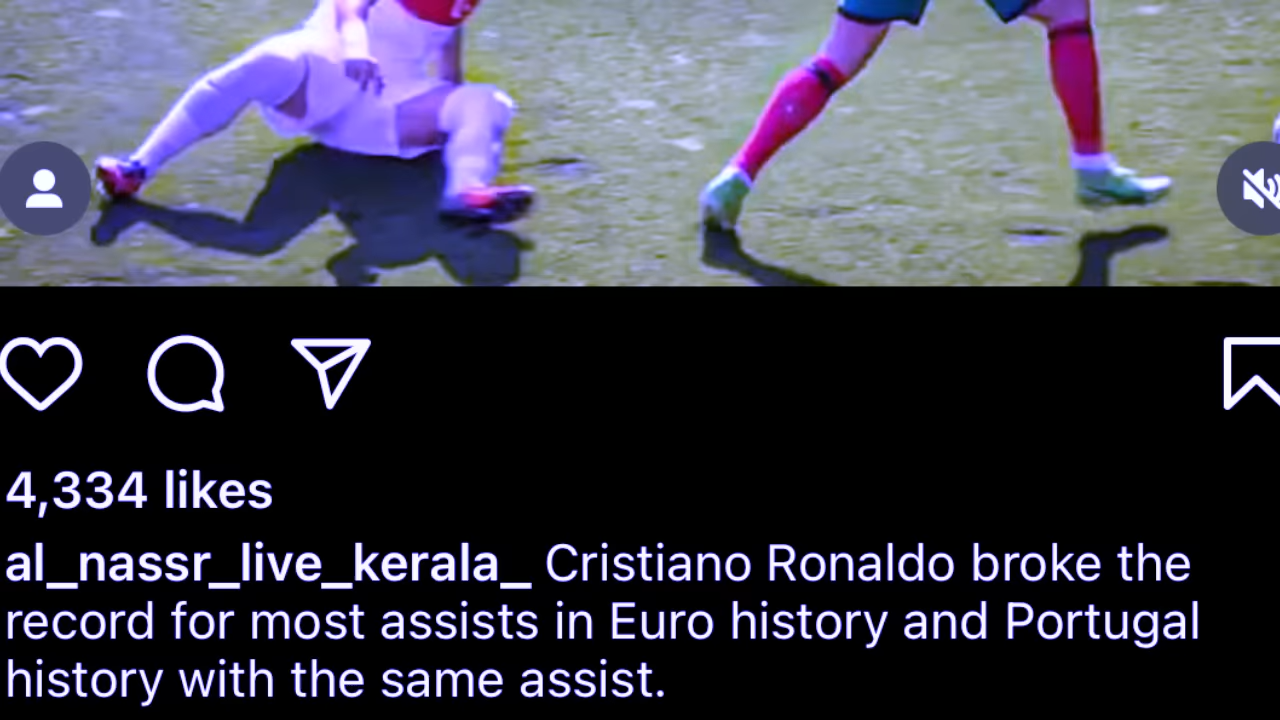 4,334 likes
al_nassr_live_kerala_ Cristiano Ronaldo broke the
record for most assists in Euro history and Portugal
history with the same assist.